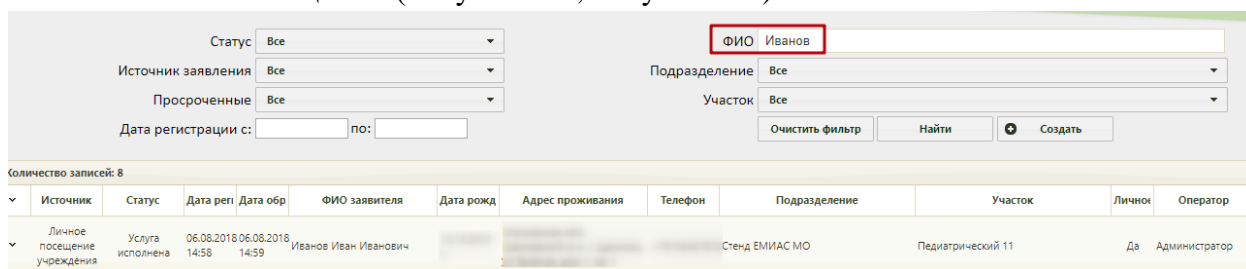 Статус Все ФИО Иванов
Источник заявления Все Подразделение Все
Просроченные Все Участок Все
Дата регистрации с: по: Очистить фильтр Найти Создать
Количество записей: 8
Источник Статус Дата рег Дата обр ФИО заявителя Дата рожд Адрес проживания Телефон Подразделение Участок Личное Оператор
Личное посещение учреждения Услуга исполнена 06.08.2018 14:58 06.08.2018 14:59 Иванов Иван Иванович Стенд ЕМИАС МО Педиатрический 11 Да Администратор